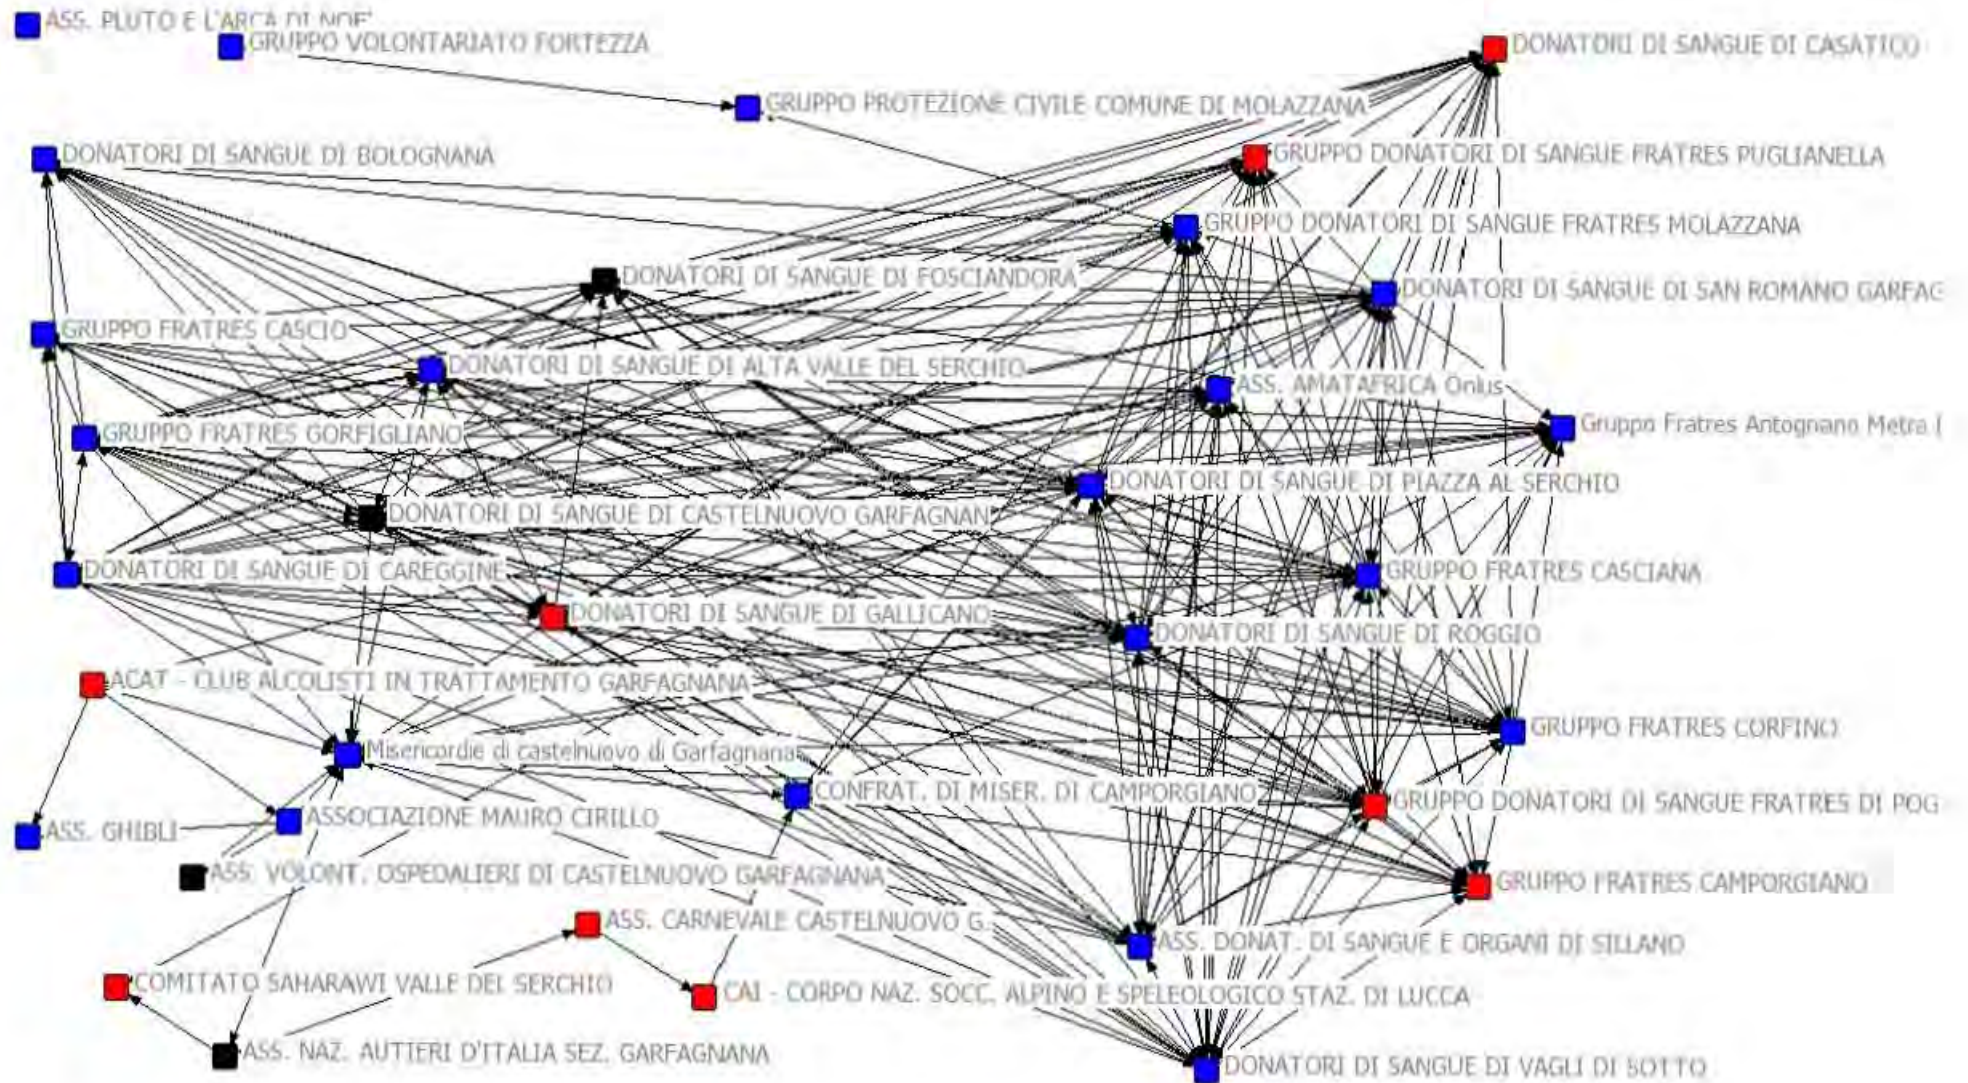 ASS. PLUTO E L'ARCA DI NOE'
GRUPPO VOLONTARIATO FORTEZZA
DONATORI DI SANGUE DI CASATICO
GRUPPO PROTEZIONE CIVILE COMUNE DI MOLAZZANA
DONATORI DI SANGUE DI BOLOGNANA
GRUPPO DONATORI DI SANGUE FRATRES PUGLIANELLA
GRUPPO DONATORI DI SANGUE FRATRES MOLAZZANA
DONATORI DI SANGUE DI FOSCIANDORA
DONATORI DI SANGUE DI SAN ROMANO GARFAG
GRUPPO FRATRES CASCIO
DONATORI DI SANGUE DI ALTA VALLE DEL SERCHIO
ASS. AMATAFRICA Onlus
GRUPPO FRATRES GORFIGLIANO
Gruppo Fratres Antognano Metra I
DONATORI DI SANGUE DI PIAZZA AL SERCHIO
DONATORI DI SANGUE DI CASTELNUOVO GARFAGNAN
DONATORI DI SANGUE DI CAREGGINE
GRUPPO FRATRES CASCIANA
DONATORI DI SANGUE DI GALLICANO
DONATORI DI SANGUE DI ROGGIO
ACAT - CLUB ALCOLISTI IN TRATTAMENTO GARFAGNANA
GRUPPO FRATRES CORFINO
Misericordie di castelnuovo di Garfagnana
CONFRAT. DI MISER. DI CAMPORGIANO
GRUPPO DONATORI DI SANGUE FRATRES DI POG
ASS. GHIBLI
ASSOCIAZIONE MAURO CIRILLO
ASS. VOLONT. OSPEDALIERI DI CASTELNUOVO GARFAGNANA
GRUPPO FRATRES CAMPORGIANO
ASS. CARNEVALE CASTELNUOVO G.
ASS. DONAT. DI SANGUE E ORGANI DI SILLANO
COMITATO SAHARAWI VALLE DEL SERCHIO
CAI - CORPO NAZ. SOCC. ALPINO E SPELEOLOGICO STAZ. DI LUCCA
ASS. NAZ. AUTIERI D'ITALIA SEZ. GARFAGNANA
DONATORI DI SANGUE DI VAGLI DI SOTTO